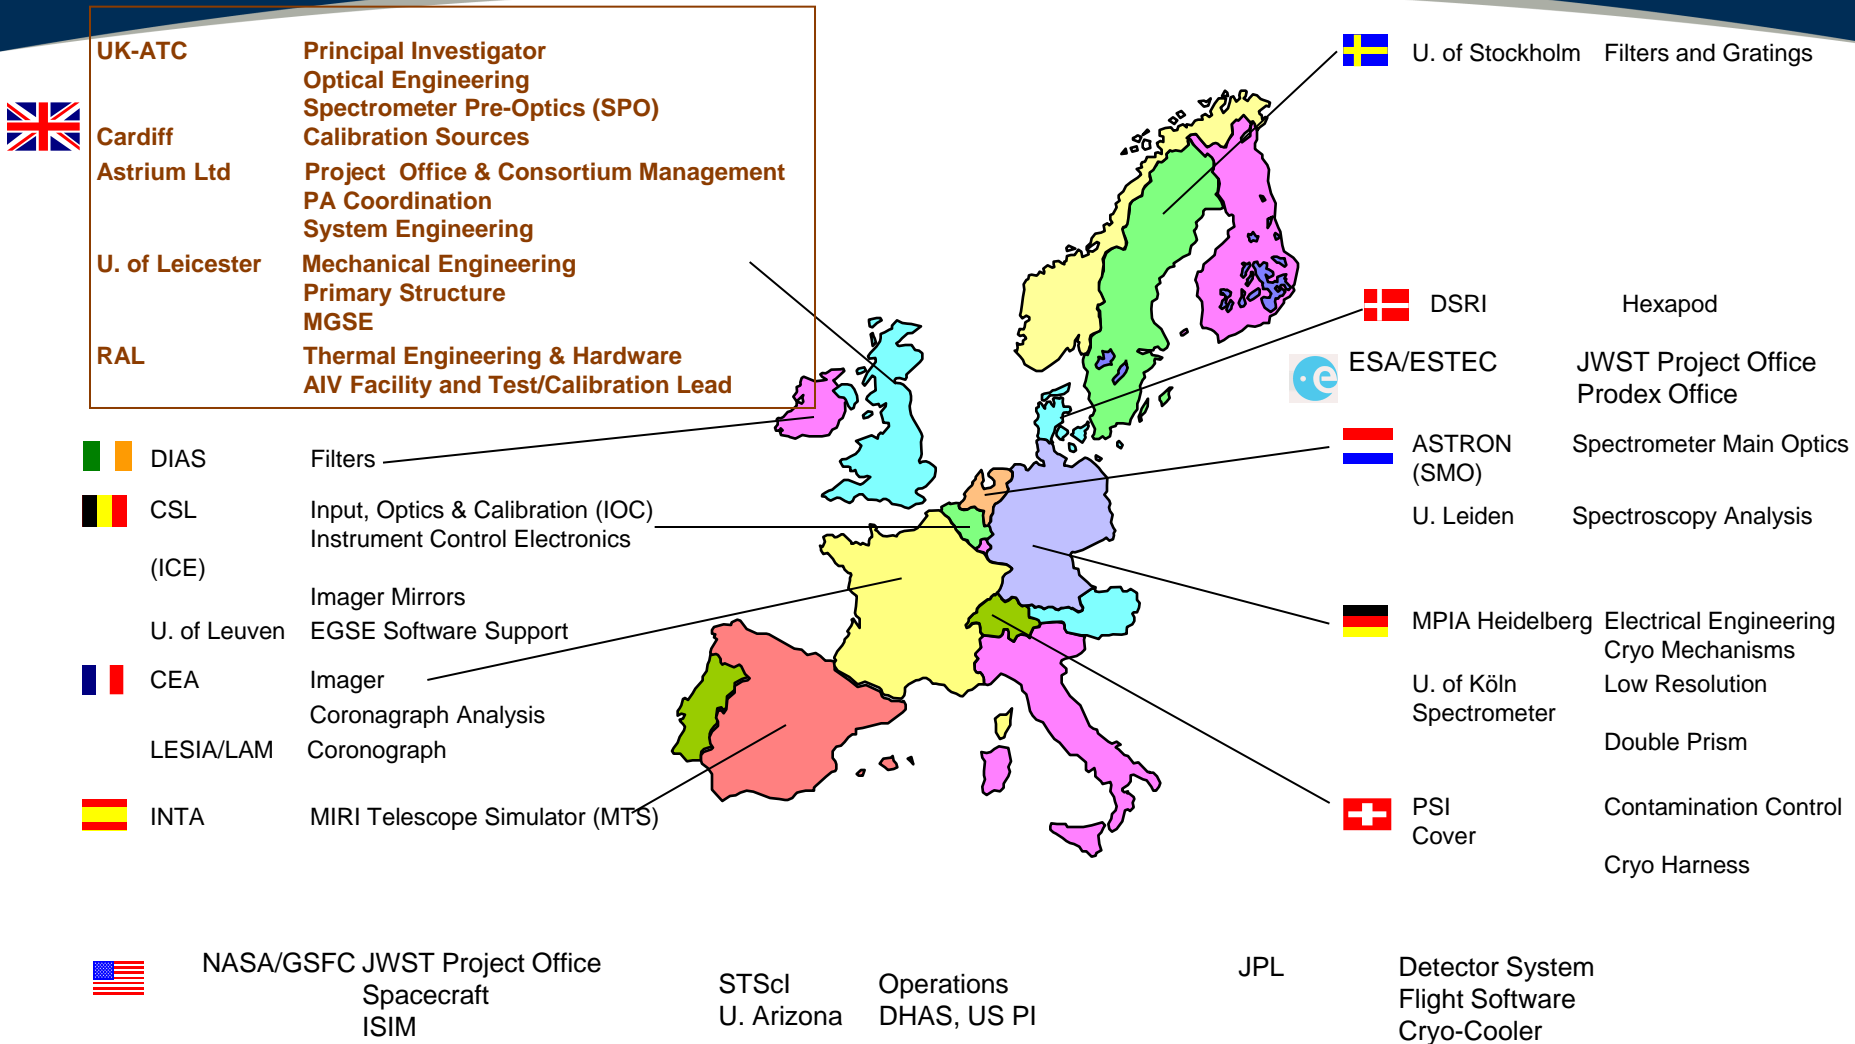 UK-ATC Principal Investigator
Optical Engineering
Spectrometer Pre-Optics (SPO)
Cardiff Calibration Sources
Astrium Ltd Project Office & Consortium Management
PA Coordination
System Engineering
U. of Leicester Mechanical Engineering
Primary Structure
MGSE
RAL Thermal Engineering & Hardware
AIV Facility and Test/Calibration Lead
DIAS Filters
CSL Input, Optics & Calibration (IOC)
Instrument Control Electronics
(ICE)
Imager Mirrors
U. of Leuven EGSE Software Support
CEA Imager
Coronagraph Analysis
LESIA/LAM Coronograph
INTA MIRI Telescope Simulator (MTS)
U. of Stockholm Filters and Gratings
DSRI Hexapod
e
ESA/ESTEC JWST Project Office
Prodex Office
ASTRON Spectrometer Main Optics
(SMO)
U. Leiden Spectroscopy Analysis
MPIA Heidelberg Electrical Engineering
Cryo Mechanisms
U. of Köln Low Resolution
Spectrometer
Double Prism
PSI Contamination Control
Cover
Cryo Harness
NASA/GSFC JWST Project Office
Spacecraft
ISIM
STScI Operations
U. Arizona DHAS, US PI
JPL Detector System
Flight Software
Cryo-Cooler